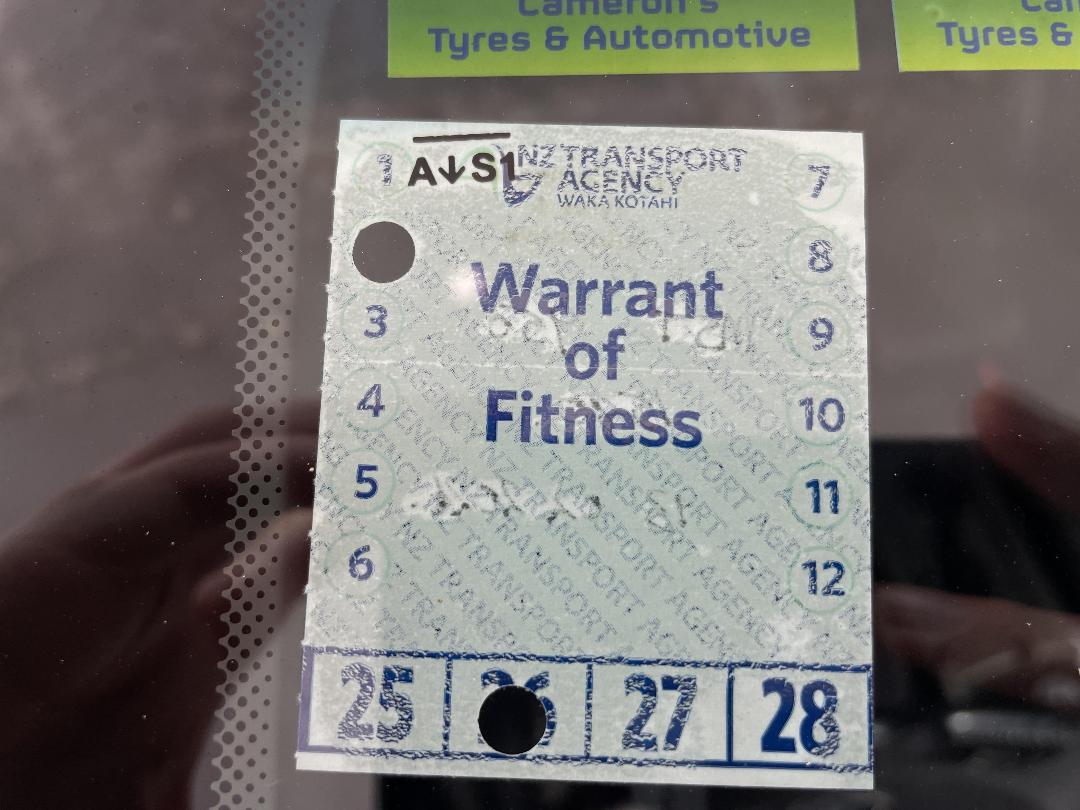 Cameron's
Tyres & Automotive
Tyres &
A↓S1
NZ TRANSPORT
AGENCY
WAKA KOTAHI
1
7
8
Warrant
of
Fitness
3
9
4
10
5
11
6
12
25
26
27
28